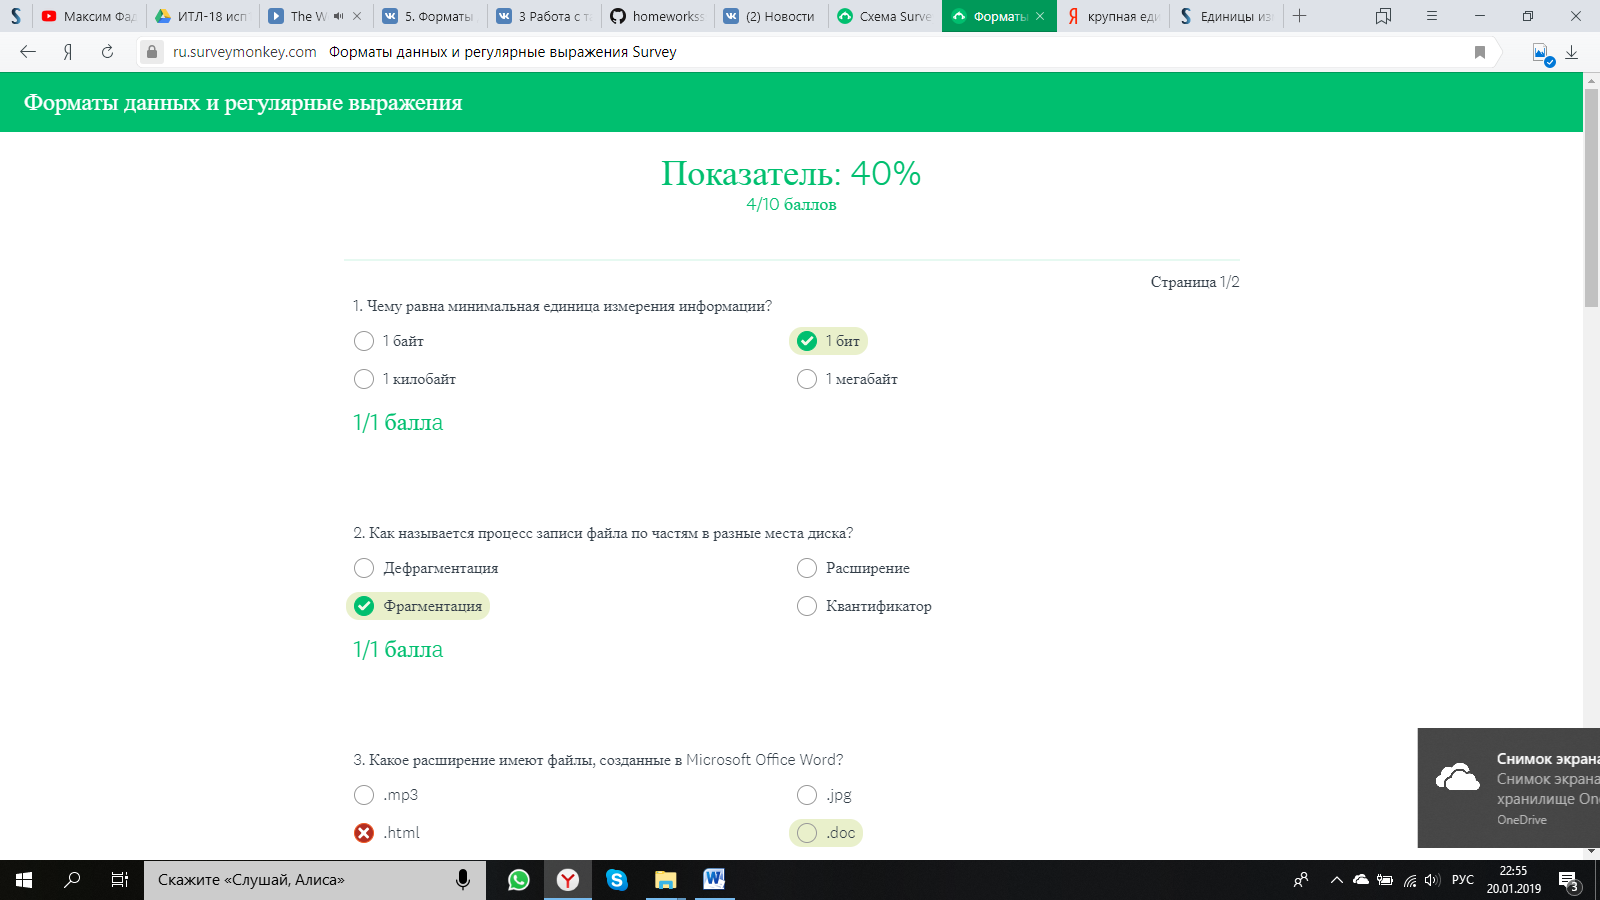 Максим Фад
ИТЛ-18 исп
The W
5. Форматы
3 Работа с т
homeworkss
(2) Новости
Схема Surve
Форматы
крупная еди
Единицы из
ru.surveymonkey.com Форматы данных и регулярные выражения Survey
Форматы данных и регулярные выражения
Показатель: 40%
4/10 баллов
Страница 1/2
1. Чему равна минимальная единица измерения информации?
1 байт
1 бит
1 килобайт
1 мегабайт
1/1 балла
2. Как называется процесс записи файла по частям в разные места диска?
Дефрагментация
Расширение
Фрагментация
Квантификатор
1/1 балла
3. Какое расширение имеют файлы, созданные в Microsoft Office Word?
.mp3
.jpg
.html
.doc
Снимок экрана
Снимок экрана
хранилище On
OneDrive
Скажите «Слушай, Алиса»
РУС
22:55
20.01.2019
3